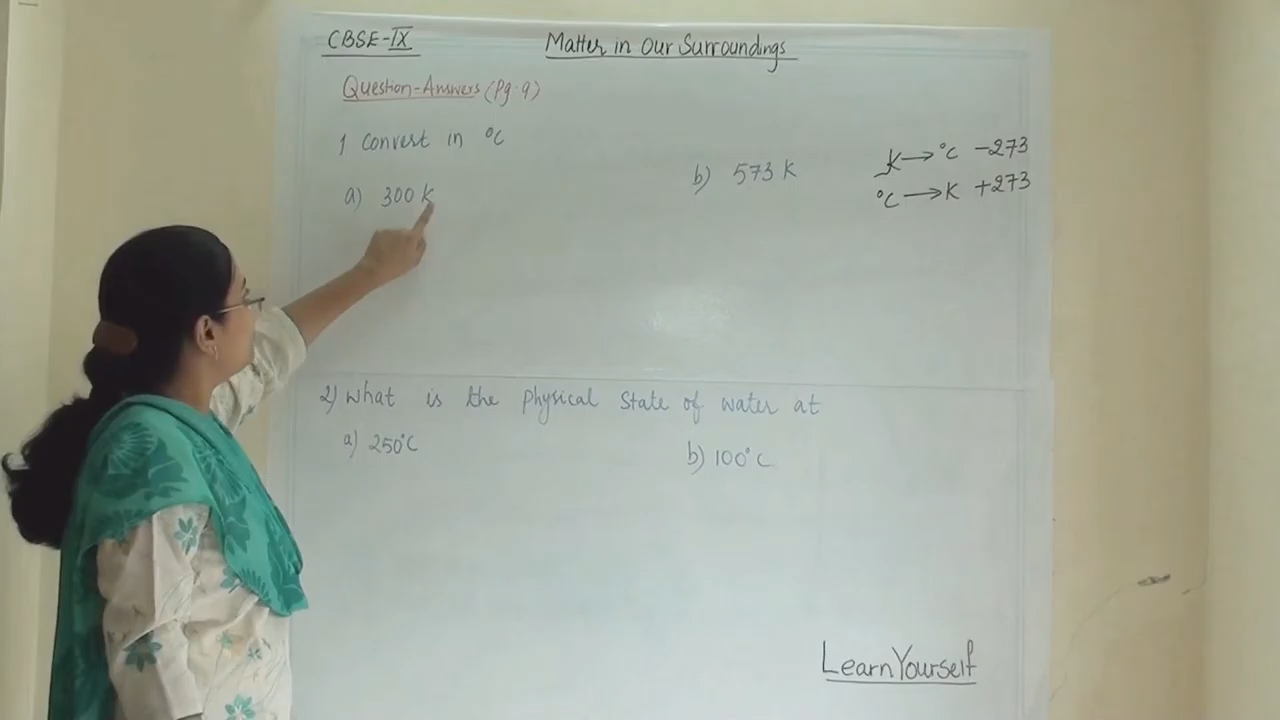 CBSE-IX
Matter in Our Surroundings
Question-Answers (Pg.9)
1 Convert in °C
a) 300 K
b) 573 K
K→°C -273
°C→K +273
2) What is the physical state of water at
a) 250°C
b) 100°C
LearnYourself